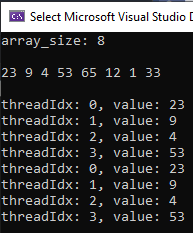 Select Microsoft Visual Studio D
array_size: 8
23 9 4 53 65 12 1 33
threadIdx: 0, value: 23
threadIdx: 1, value: 9
threadIdx: 2, value: 4
threadIdx: 3, value: 53
threadIdx: 0, value: 23
threadIdx: 1, value: 9
threadIdx: 2, value: 4
threadIdx: 3, value: 53